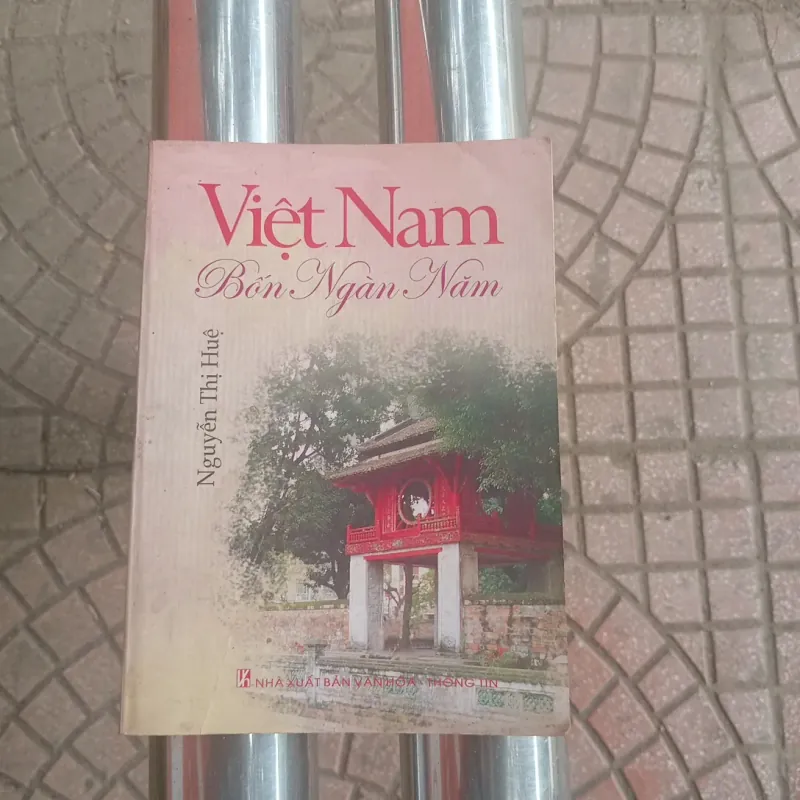 Việt Nam
Bốn Ngàn Năm
Nguyễn Thị Huệ
NHÀ XUẤT BẢN VĂN HÓA - THÔNG TIN